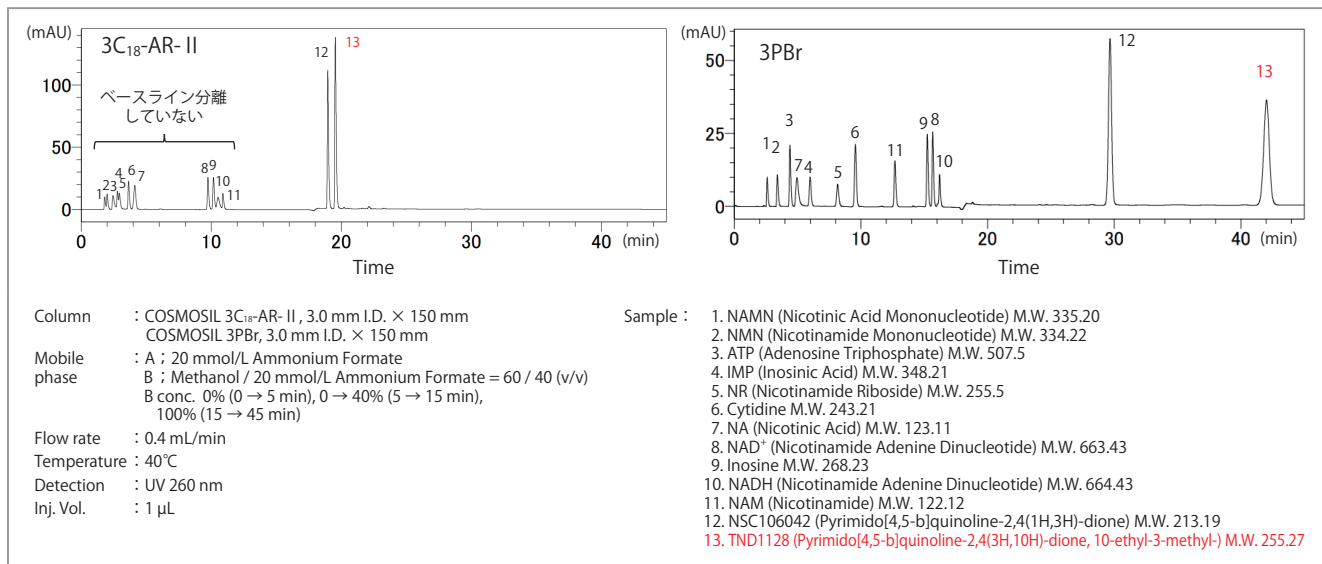 (mAU)
3C₁₈-AR-Ⅱ
12
13
100
ベースライン分離
していない
50
1
2
3
4
5
6
7
8
9
10
11
0
0
10
20
30
40
(min)
Time
(mAU)
3PBr
12
13
50
25
1
2
3
7
4
5
6
11
9
8
10
0
0
20
40
(min)
Time
Column : COSMOSIL 3C₁₈-AR-Ⅱ, 3.0 mm I.D. × 150 mm
COSMOSIL 3PBr, 3.0 mm I.D. × 150 mm
Mobile : A ; 20 mmol/L Ammonium Formate
phase B ; Methanol / 20 mmol/L Ammonium Formate = 60 / 40 (v/v)
B conc. 0% (0 → 5 min), 0 → 40% (5 → 15 min),
100% (15 → 45 min)
Flow rate : 0.4 mL/min
Temperature : 40℃
Detection : UV 260 nm
Inj. Vol. : 1 μL
Sample : 1. NAMN (Nicotinic Acid Mononucleotide) M.W. 335.20
2. NMN (Nicotinamide Mononucleotide) M.W. 334.22
3. ATP (Adenosine Triphosphate) M.W. 507.5
4. IMP (Inosinic Acid) M.W. 348.21
5. NR (Nicotinamide Riboside) M.W. 255.5
6. Cytidine M.W. 243.21
7. NA (Nicotinic Acid) M.W. 123.11
8. NAD⁺ (Nicotinamide Adenine Dinucleotide) M.W. 663.43
9. Inosine M.W. 268.23
10. NADH (Nicotinamide Adenine Dinucleotide) M.W. 664.43
11. NAM (Nicotinamide) M.W. 122.12
12. NSC106042 (Pyrimido[4,5-b]quinoline-2,4(1H,3H)-dione) M.W. 213.19
13. TND1128 (Pyrimido[4,5-b]quinoline-2,4(3H,10H)-dione, 10-ethyl-3-methyl-) M.W. 255.27